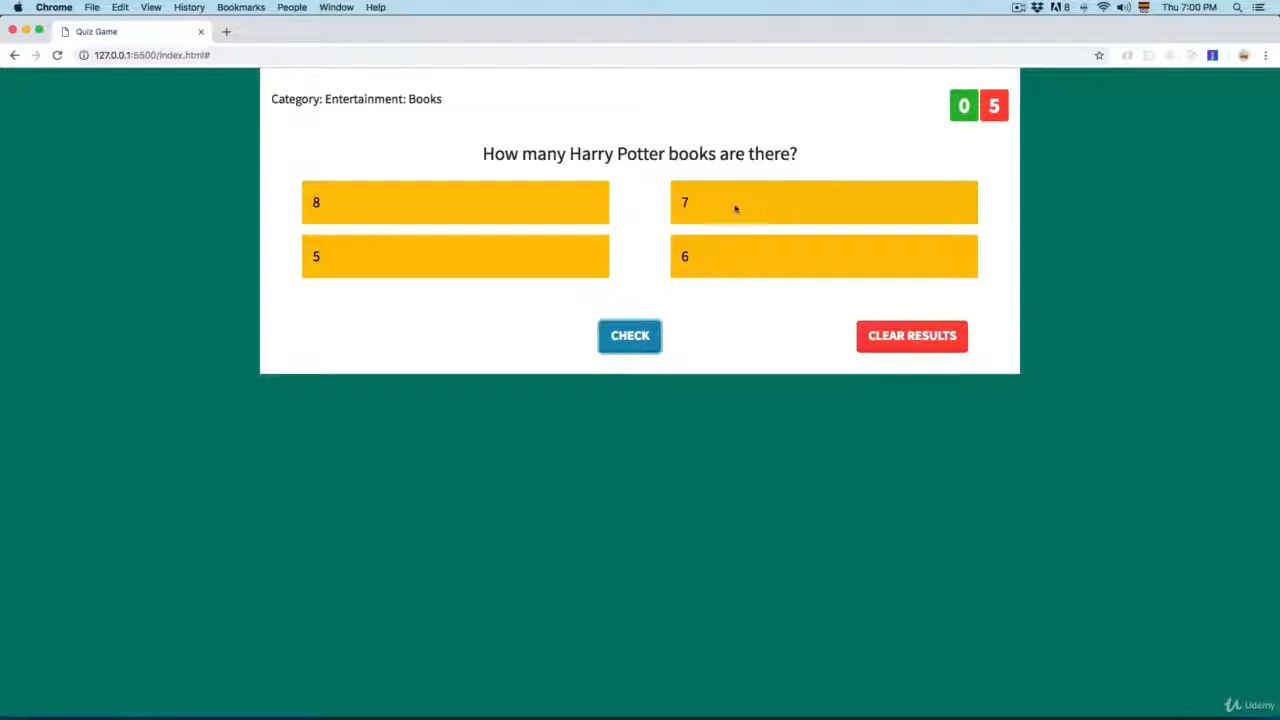 Chrome File Edit View History Bookmarks People Window Help 8 Thu 7:00 PM
Quiz Game
127.0.0.1:5500/index.html#
Category: Entertainment: Books
0 5
How many Harry Potter books are there?
8 7
5 6
CHECK CLEAR RESULTS
Udemy